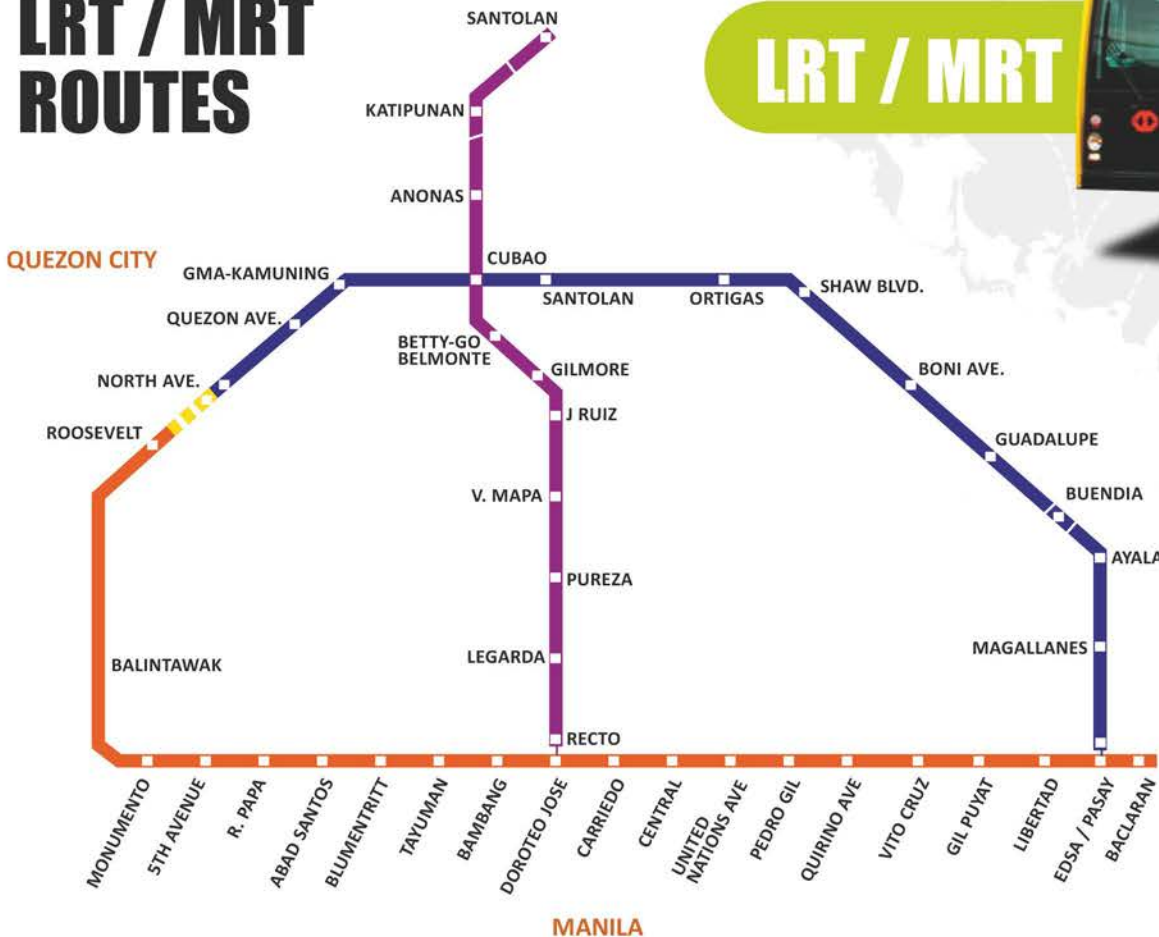 LRT / MRT
ROUTES
LRT / MRT
SANTOLAN
KATIPUNAN
ANONAS
QUEZON CITY
CUBAO
GMA-KAMUNING
SANTOLAN
ORTIGAS
SHAW BLVD.
QUEZON AVE.
BETTY-GO
BELMONTE
GILMORE
BONI AVE.
NORTH AVE.
J RUIZ
ROOSEVELT
GUADALUPE
V. MAPA
BUENDIA
AYALA
PUREZA
MAGALLANES
LEGARDA
BALINTAWAK
RECTO
MONUMENTO
5TH AVENUE
R. PAPA
ABAD SANTOS
BLUMENTRITT
TAYUMAN
BAMBANG
DOROTEO JOSE
CARRIEDO
CENTRAL
UNITED
NATIONS AVE
PEDRO GIL
QUIRINO AVE
VITO CRUZ
GIL PUYAT
LIBERTAD
EDSA / PASAY
BACLARAN
MANILA